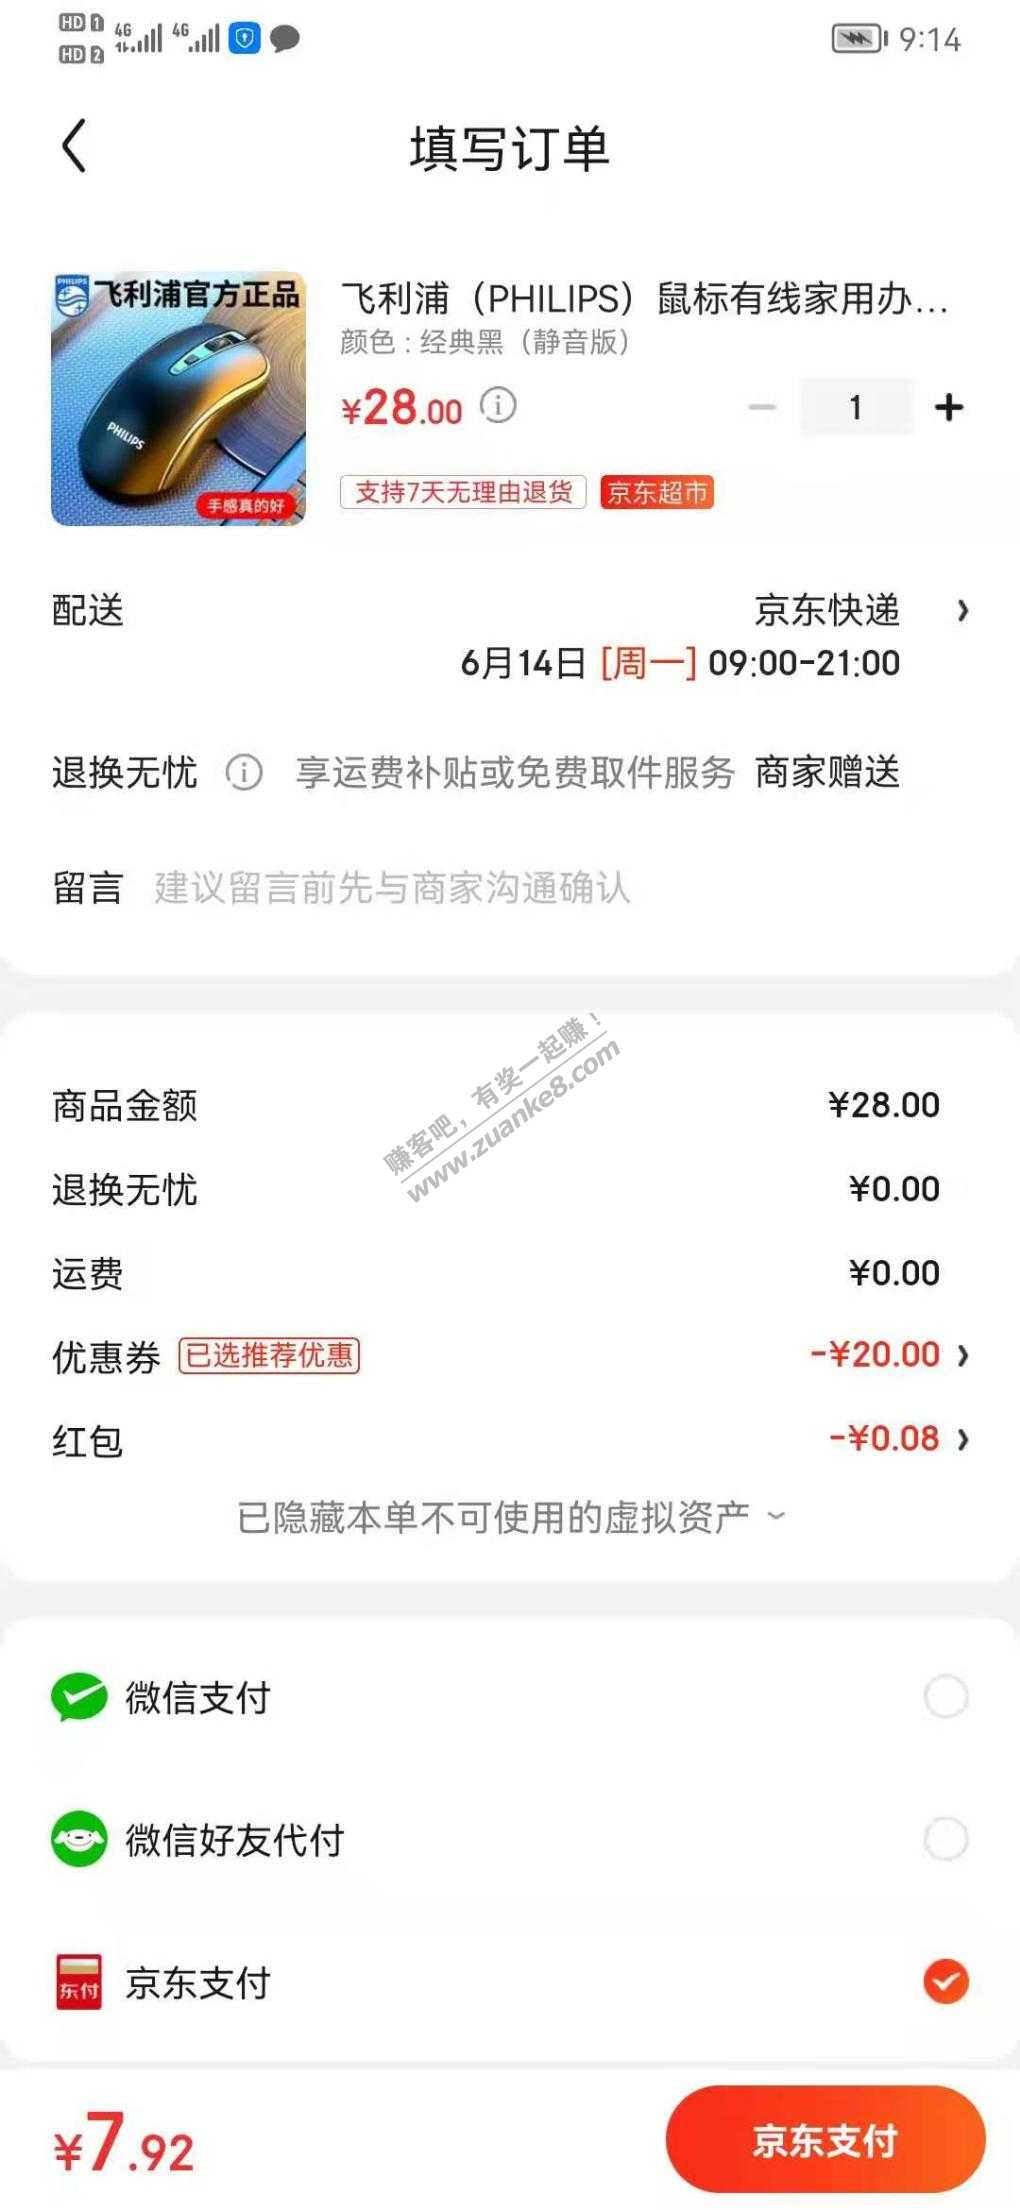 HD 1 4G 4G 9:14
HD 2
填写订单
PHILIPS 飞利浦官方正品
PHILIPS
手感真的好
飞利浦（PHILIPS）鼠标有线家用办...
颜色：经典黑（静音版）
¥28.00 1
支持7天无理由退货 京东超市
配送 京东快递
6月14日 [周一] 09:00-21:00
退换无忧 享运费补贴或免费取件服务 商家赠送
留言 建议留言前先与商家沟通确认
赚客吧，有奖一起赚！
www.zuanke8.com
商品金额 ¥28.00
退换无忧 ¥0.00
运费 ¥0.00
优惠券 已选推荐优惠 -¥20.00
红包 -¥0.08
已隐藏本单不可使用的虚拟资产
微信支付
微信好友代付
东付 京东支付
¥7.92 京东支付